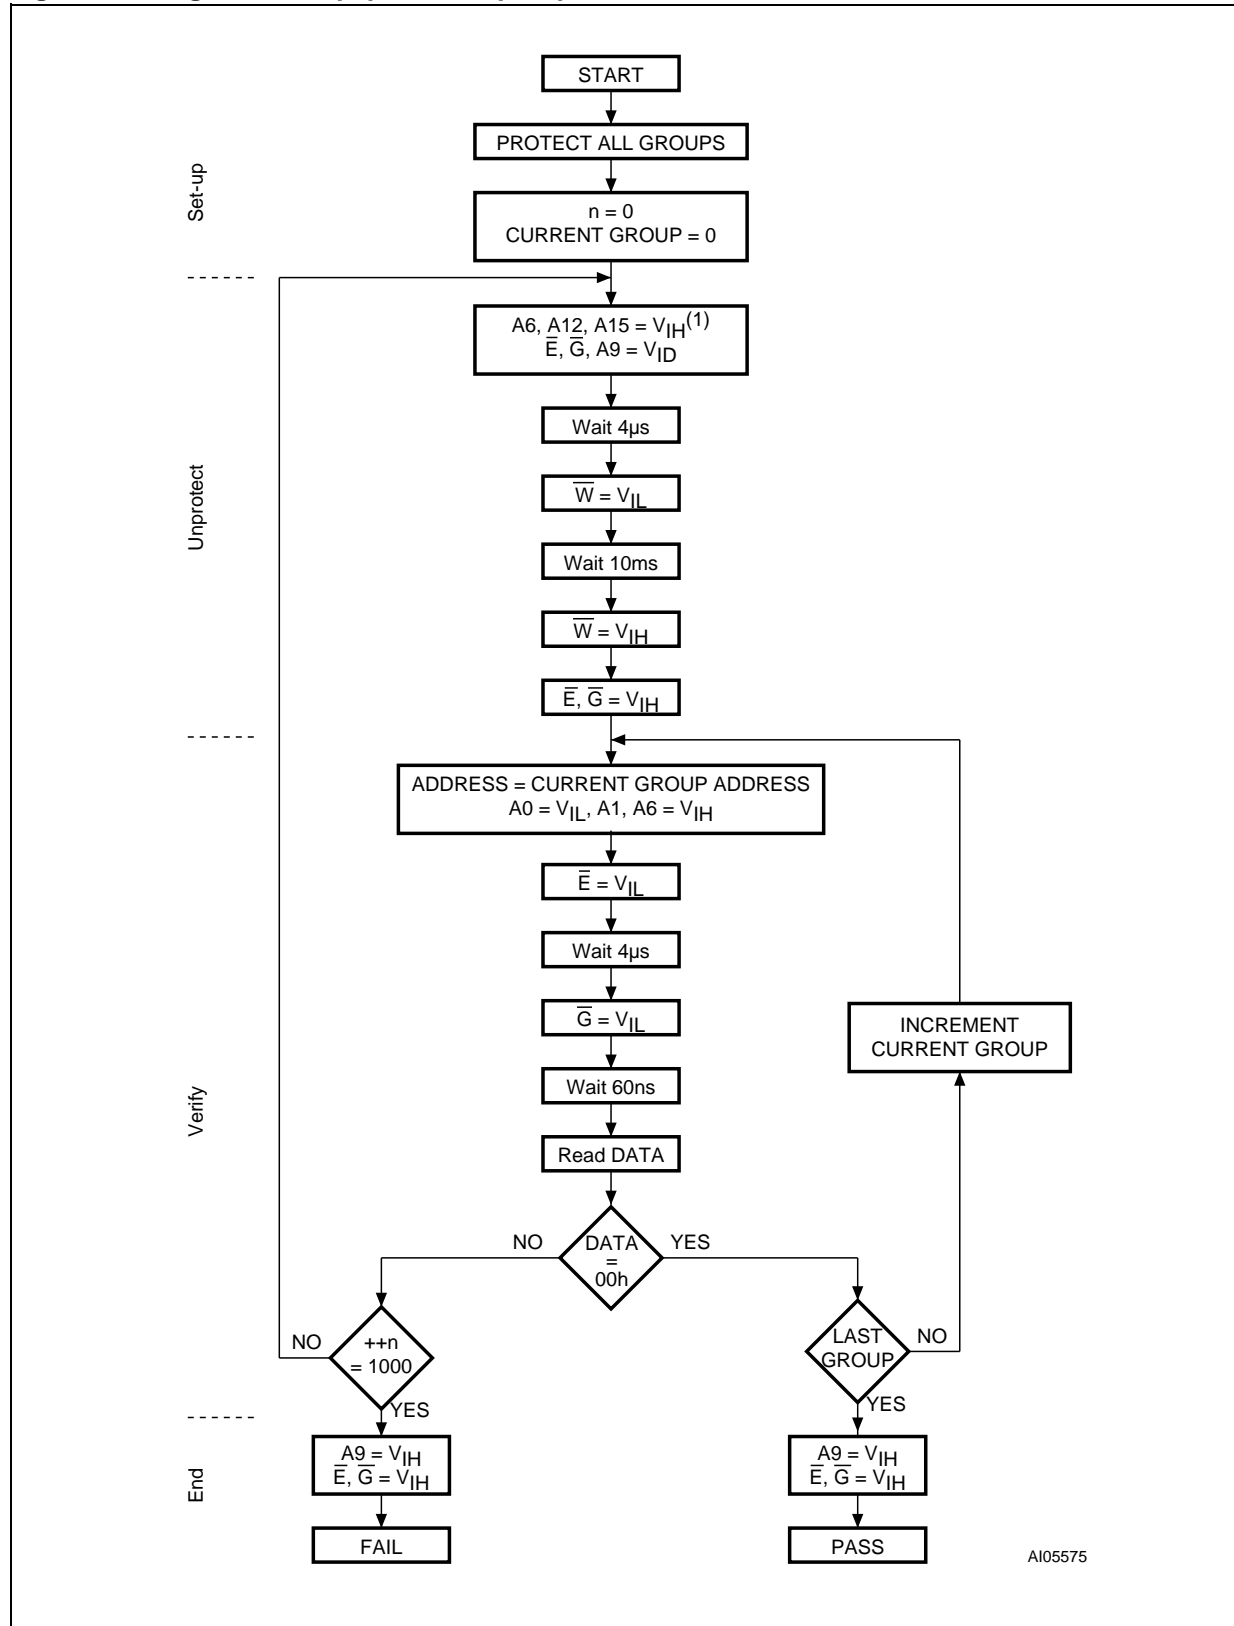 START
PROTECT ALL GROUPS
Set-up
n = 0
CURRENT GROUP = 0
A6, A12, A15 = VIH(1)
E̅, G̅, A9 = VID
Wait 4µs
Unprotect
W̅ = VIL
Wait 10ms
W̅ = VIH
E̅, G̅ = VIH
ADDRESS = CURRENT GROUP ADDRESS
A0 = VIL, A1, A6 = VIH
E̅ = VIL
Wait 4µs
G̅ = VIL
INCREMENT
CURRENT GROUP
Wait 60ns
Verify
Read DATA
NO
DATA
=
00h
YES
NO
++n
= 1000
YES
LAST
GROUP
NO
YES
End
A9 = VIH
E̅, G̅ = VIH
A9 = VIH
E̅, G̅ = VIH
FAIL
PASS
AI05575